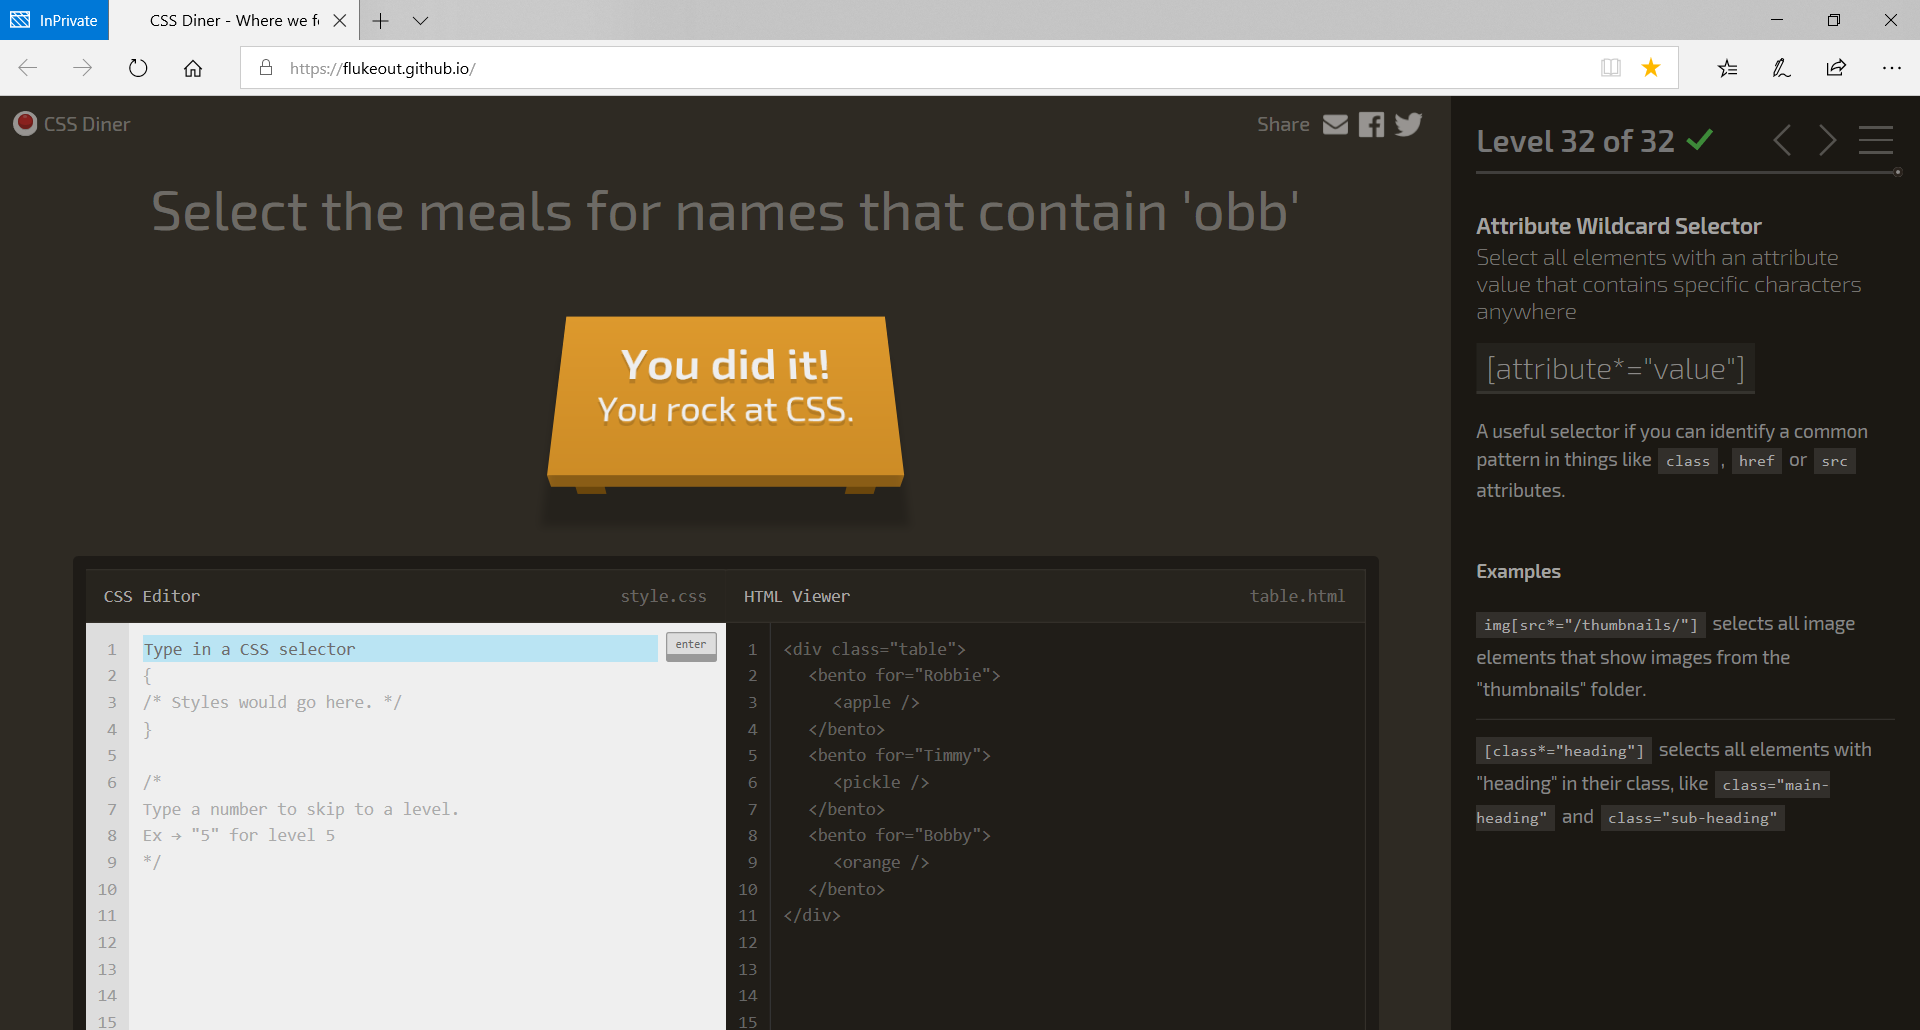 InPrivate
CSS Diner - Where we f
https://flukeout.github.io/
CSS Diner
Share
Select the meals for names that contain 'obb'
You did it!
You rock at CSS.
CSS Editor style.css
1 Type in a CSS selector enter
2 {
3 /* Styles would go here. */
4 }
5
6 /*
7 Type a number to skip to a level.
8 Ex → "5" for level 5
9 */
10
11
12
13
14
15
HTML Viewer table.html
1 <div class="table">
2 <bento for="Robbie">
3 <apple />
4 </bento>
5 <bento for="Timmy">
6 <pickle />
7 </bento>
8 <bento for="Bobby">
9 <orange />
10 </bento>
11 </div>
12
13
14
15
Level 32 of 32
Attribute Wildcard Selector
Select all elements with an attribute
value that contains specific characters
anywhere
[attribute*="value"]
A useful selector if you can identify a common
pattern in things like class , href or src
attributes.
Examples
img[src*="/thumbnails/"] selects all image
elements that show images from the
"thumbnails" folder.
[class*="heading"] selects all elements with
"heading" in their class, like class="main-
heading" and class="sub-heading"